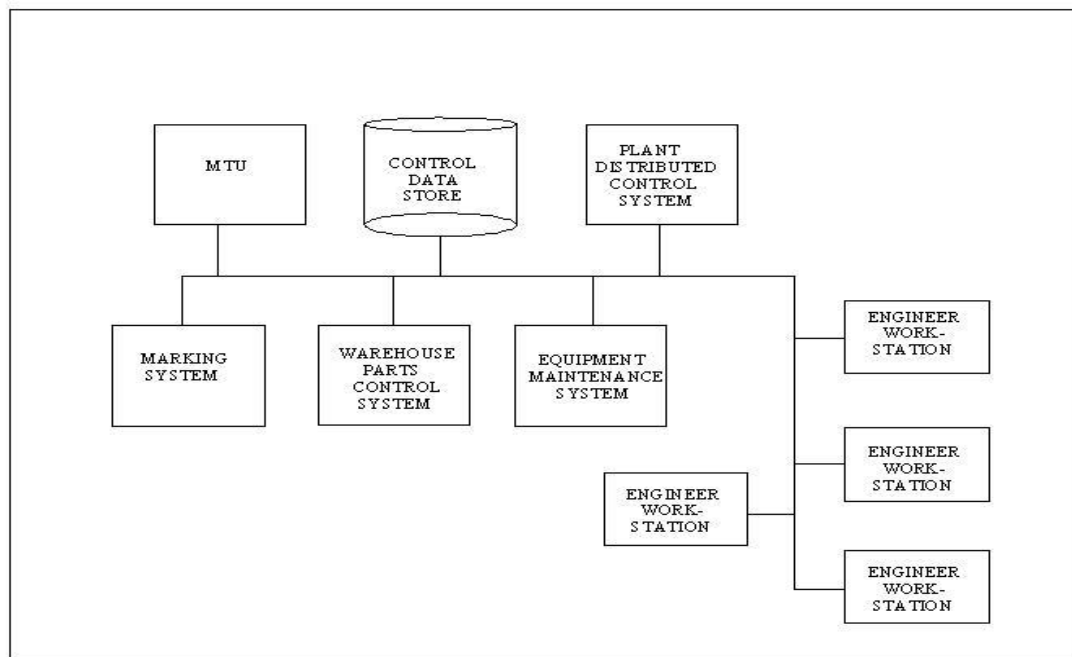 MTU
CONTROL
DATA
STORE
PLANT
DISTRIBUTED
CONTROL
SYSTEM
MARKING
SYSTEM
WAREHOUSE
PARTS
CONTROL
SYSTEM
EQUIPMENT
MAINTENANCE
SYSTEM
ENGINEER
WORK-
STATION
ENGINEER
WORK-
STATION
ENGINEER
WORK-
STATION
ENGINEER
WORK-
STATION